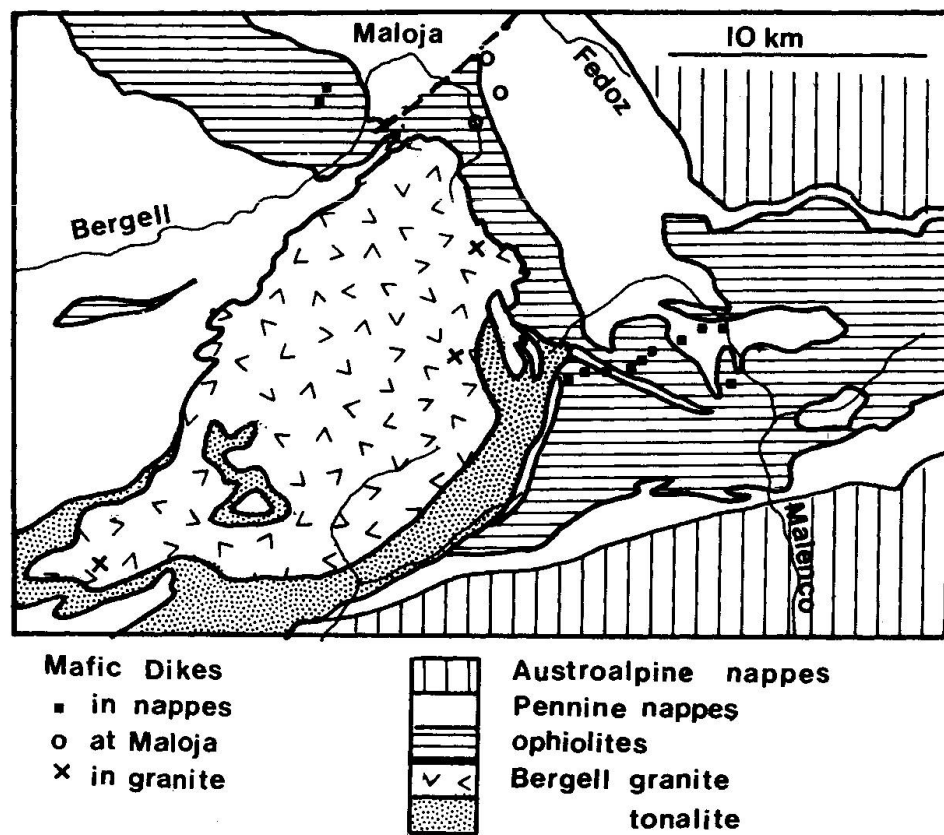 Maloja
10 km
Fedoz
Bergell
Malenco
Mafic Dikes
in nappes
at Maloja
in granite
Austroalpine nappes
Pennine nappes
ophiolites
Bergell granite
tonalite